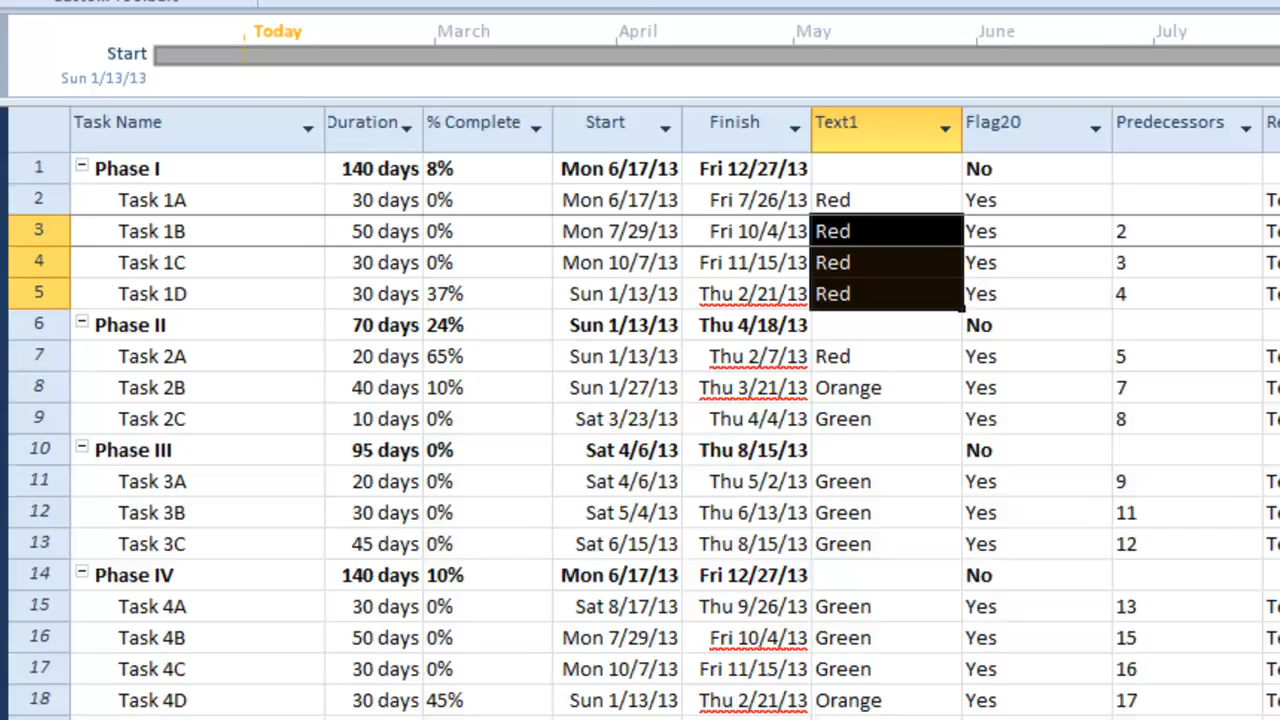 Today March April May June July
Start
Sun 1/13/13
Task Name Duration % Complete Start Finish Text1 Flag20 Predecessors
1 Phase I 140 days 8% Mon 6/17/13 Fri 12/27/13 No
2 Task 1A 30 days 0% Mon 6/17/13 Fri 7/26/13 Red Yes
3 Task 1B 50 days 0% Mon 7/29/13 Fri 10/4/13 Red Yes 2
4 Task 1C 30 days 0% Mon 10/7/13 Fri 11/15/13 Red Yes 3
5 Task 1D 30 days 37% Sun 1/13/13 Thu 2/21/13 Red Yes 4
6 Phase II 70 days 24% Sun 1/13/13 Thu 4/18/13 No
7 Task 2A 20 days 65% Sun 1/13/13 Thu 2/7/13 Red Yes 5
8 Task 2B 40 days 10% Sun 1/27/13 Thu 3/21/13 Orange Yes 7
9 Task 2C 10 days 0% Sat 3/23/13 Thu 4/4/13 Green Yes 8
10 Phase III 95 days 0% Sat 4/6/13 Thu 8/15/13 No
11 Task 3A 20 days 0% Sat 4/6/13 Thu 5/2/13 Green Yes 9
12 Task 3B 30 days 0% Sat 5/4/13 Thu 6/13/13 Green Yes 11
13 Task 3C 45 days 0% Sat 6/15/13 Thu 8/15/13 Green Yes 12
14 Phase IV 140 days 10% Mon 6/17/13 Fri 12/27/13 No
15 Task 4A 30 days 0% Sat 8/17/13 Thu 9/26/13 Green Yes 13
16 Task 4B 50 days 0% Mon 7/29/13 Fri 10/4/13 Green Yes 15
17 Task 4C 30 days 0% Mon 10/7/13 Fri 11/15/13 Green Yes 16
18 Task 4D 30 days 45% Sun 1/13/13 Thu 2/21/13 Orange Yes 17